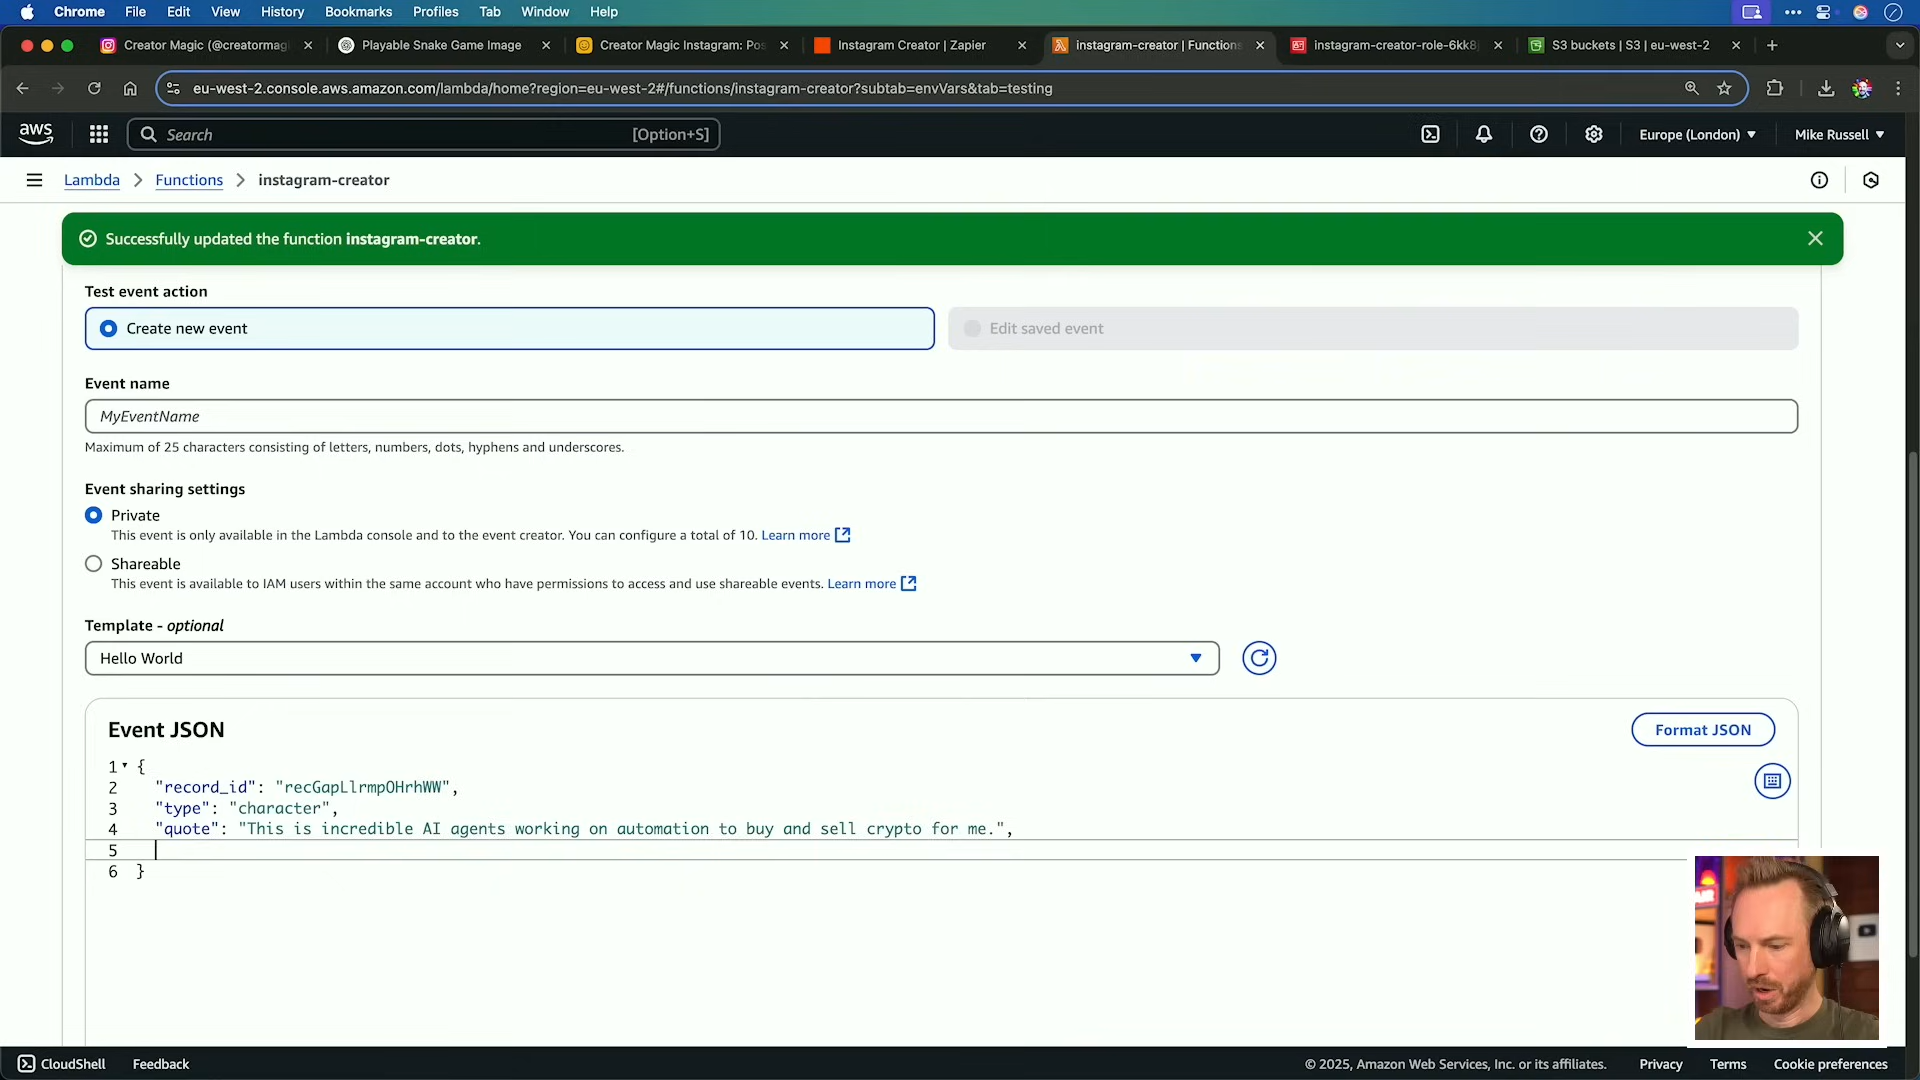 Chrome File Edit View History Bookmarks Profiles Tab Window Help
Creator Magic (@creatormagi
Playable Snake Game Image
Creator Magic Instagram: Pos
Instagram Creator | Zapier
instagram-creator | Functions
instagram-creator-role-6kk8j
S3 buckets | S3 | eu-west-2
eu-west-2.console.aws.amazon.com/lambda/home?region=eu-west-2#/functions/instagram-creator?subtab=envVars&tab=testing
aws Search [Option+S] Europe (London) Mike Russell
Lambda Functions instagram-creator
Successfully updated the function instagram-creator.
Test event action
Create new event
Edit saved event
Event name
MyEventName
Maximum of 25 characters consisting of letters, numbers, dots, hyphens and underscores.
Event sharing settings
Private
This event is only available in the Lambda console and to the event creator. You can configure a total of 10. Learn more
Shareable
This event is available to IAM users within the same account who have permissions to access and use shareable events. Learn more
Template - optional
Hello World
Event JSON
Format JSON
1 {
2 "record_id": "recGapLlrmpOHrhWW",
3 "type": "character",
4 "quote": "This is incredible AI agents working on automation to buy and sell crypto for me.",
5
6 }
CloudShell Feedback © 2025, Amazon Web Services, Inc. or its affiliates. Privacy Terms Cookie preferences